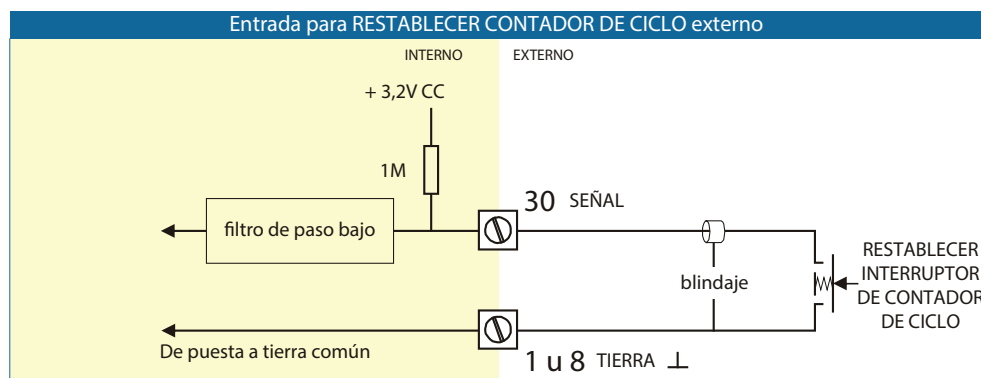 Entrada para RESTABLECER CONTADOR DE CICLO externo
INTERNO
EXTERNO
+ 3,2V CC
1M
30 SEÑAL
filtro de paso bajo
blindaje
RESTABLECER
INTERRUPTOR
DE CONTADOR
DE CICLO
De puesta a tierra común
1 u 8 TIERRA